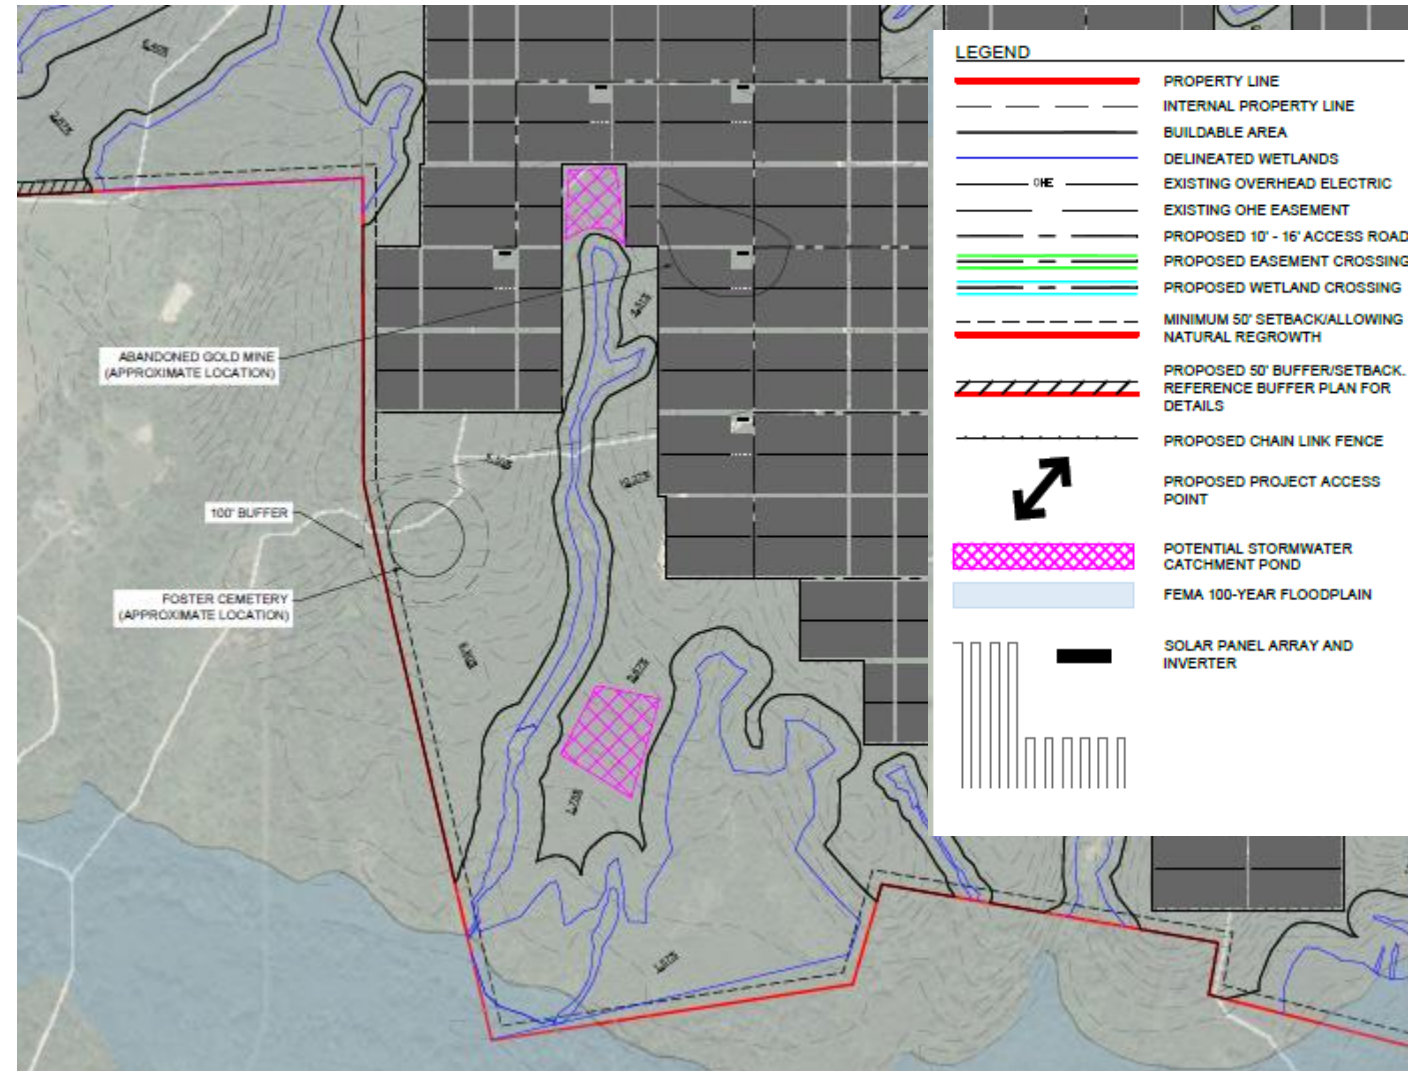 LEGEND
PROPERTY LINE
INTERNAL PROPERTY LINE
BUILDABLE AREA
DELINEATED WETLANDS
OHE
EXISTING OVERHEAD ELECTRIC
EXISTING OHE EASEMENT
PROPOSED 10' - 16' ACCESS ROAD
PROPOSED EASEMENT CROSSING
PROPOSED WETLAND CROSSING
MINIMUM 50' SETBACK/ALLOWING
NATURAL REGROWTH
PROPOSED 50' BUFFER/SETBACK.
REFERENCE BUFFER PLAN FOR
DETAILS
PROPOSED CHAIN LINK FENCE
PROPOSED PROJECT ACCESS
POINT
POTENTIAL STORMWATER
CATCHMENT POND
FEMA 100-YEAR FLOODPLAIN
SOLAR PANEL ARRAY AND
INVERTER
ABANDONED GOLD MINE
(APPROXIMATE LOCATION)
100' BUFFER
FOSTER CEMETERY
(APPROXIMATE LOCATION)